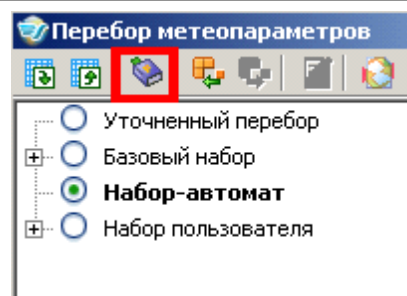 Перебор метеопараметров
Уточненный перебор
Базовый набор
Набор-автомат
Набор пользователя